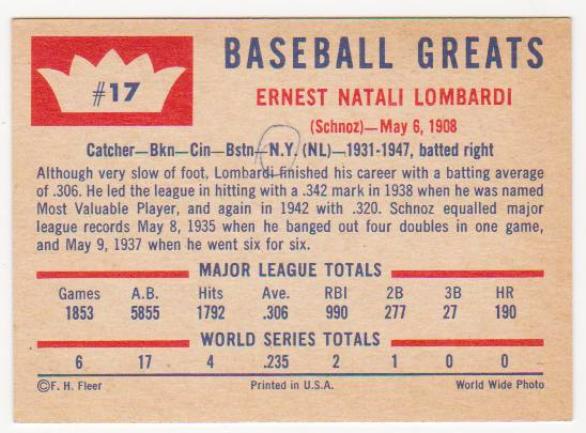 #17
BASEBALL GREATS
ERNEST NATALI LOMBARDI
(Schnoz)—May 6, 1908
Catcher—Bkn—Cin—Bstn—N.Y. (NL)—1931-1947, batted right
Although very slow of foot, Lombardi finished his career with a batting average
of .306. He led the league in hitting with a .342 mark in 1938 when he was named
Most Valuable Player, and again in 1942 with .320. Schnoz equalled major
league records May 8, 1935 when he banged out four doubles in one game,
and May 9, 1937 when he went six for six.
MAJOR LEAGUE TOTALS
Games A.B. Hits Ave. RBI 2B 3B HR
1853 5855 1792 .306 990 277 27 190
WORLD SERIES TOTALS
6 17 4 .235 2 1 0 0
©F. H. Fleer Printed in U.S.A. World Wide Photo